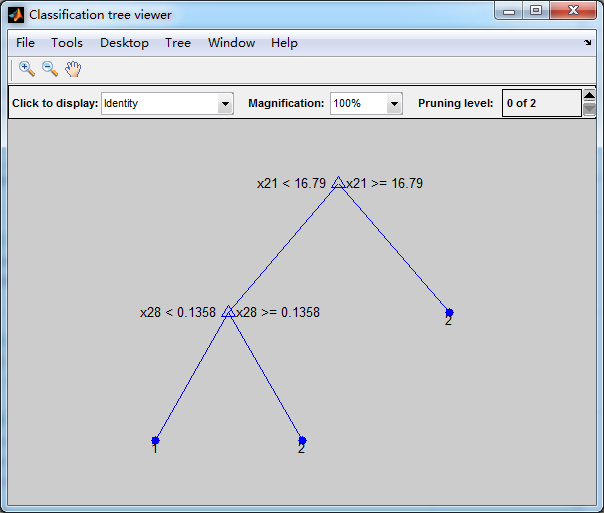 Classification tree viewer
File Tools Desktop Tree Window Help
Click to display: Identity Magnification: 100% Pruning level: 0 of 2
x21 < 16.79 x21 >= 16.79
x28 < 0.1358 x28 >= 0.1358
2
1
2